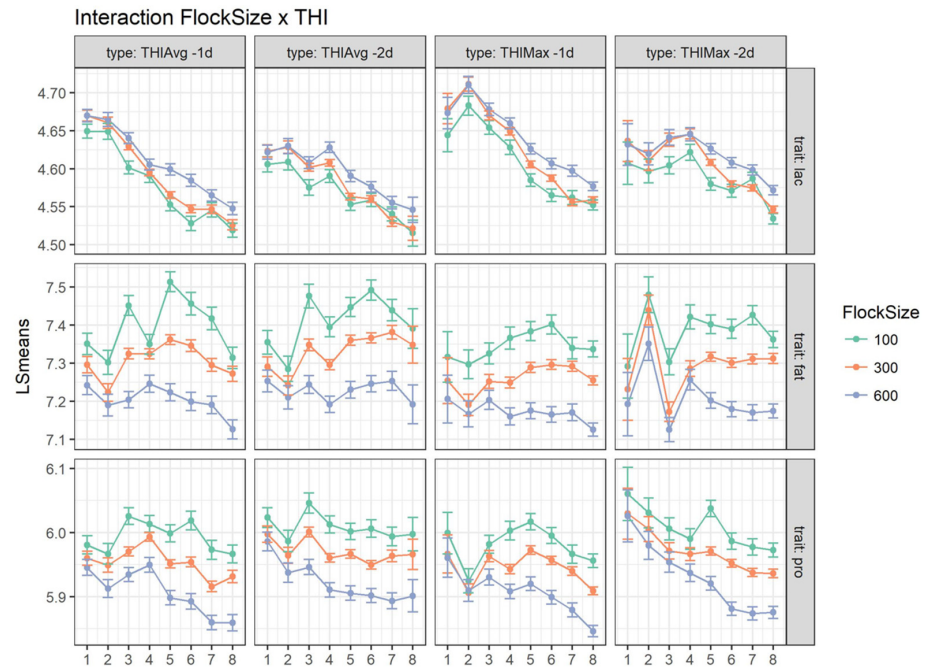 Interaction FlockSize x THI
type: THIAvg -1d type: THIAvg -2d type: THIMax -1d type: THIMax -2d
4.70
4.65
4.60
4.55
4.50
trait: lac
7.5
7.4
7.3
7.2
7.1
trait: fat
LSmeans
FlockSize
100
300
600
6.1
6.0
5.9
trait: pro
1 2 3 4 5 6 7 8 1 2 3 4 5 6 7 8 1 2 3 4 5 6 7 8 1 2 3 4 5 6 7 8